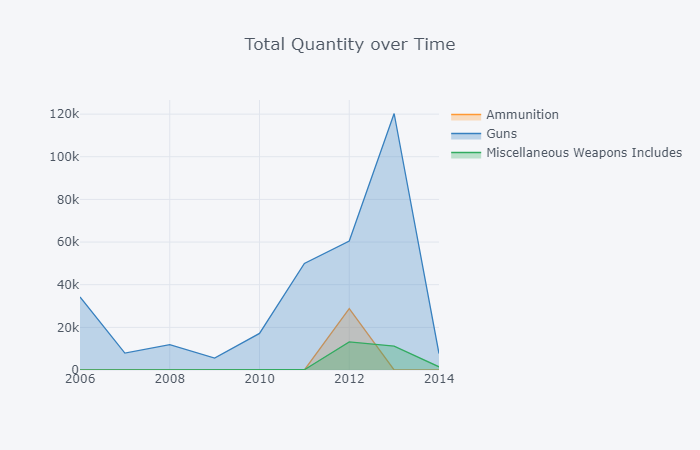 Total Quantity over Time
120k
100k
80k
60k
40k
20k
0
2006
2008
2010
2012
2014
Ammunition
Guns
Miscellaneous Weapons Includes